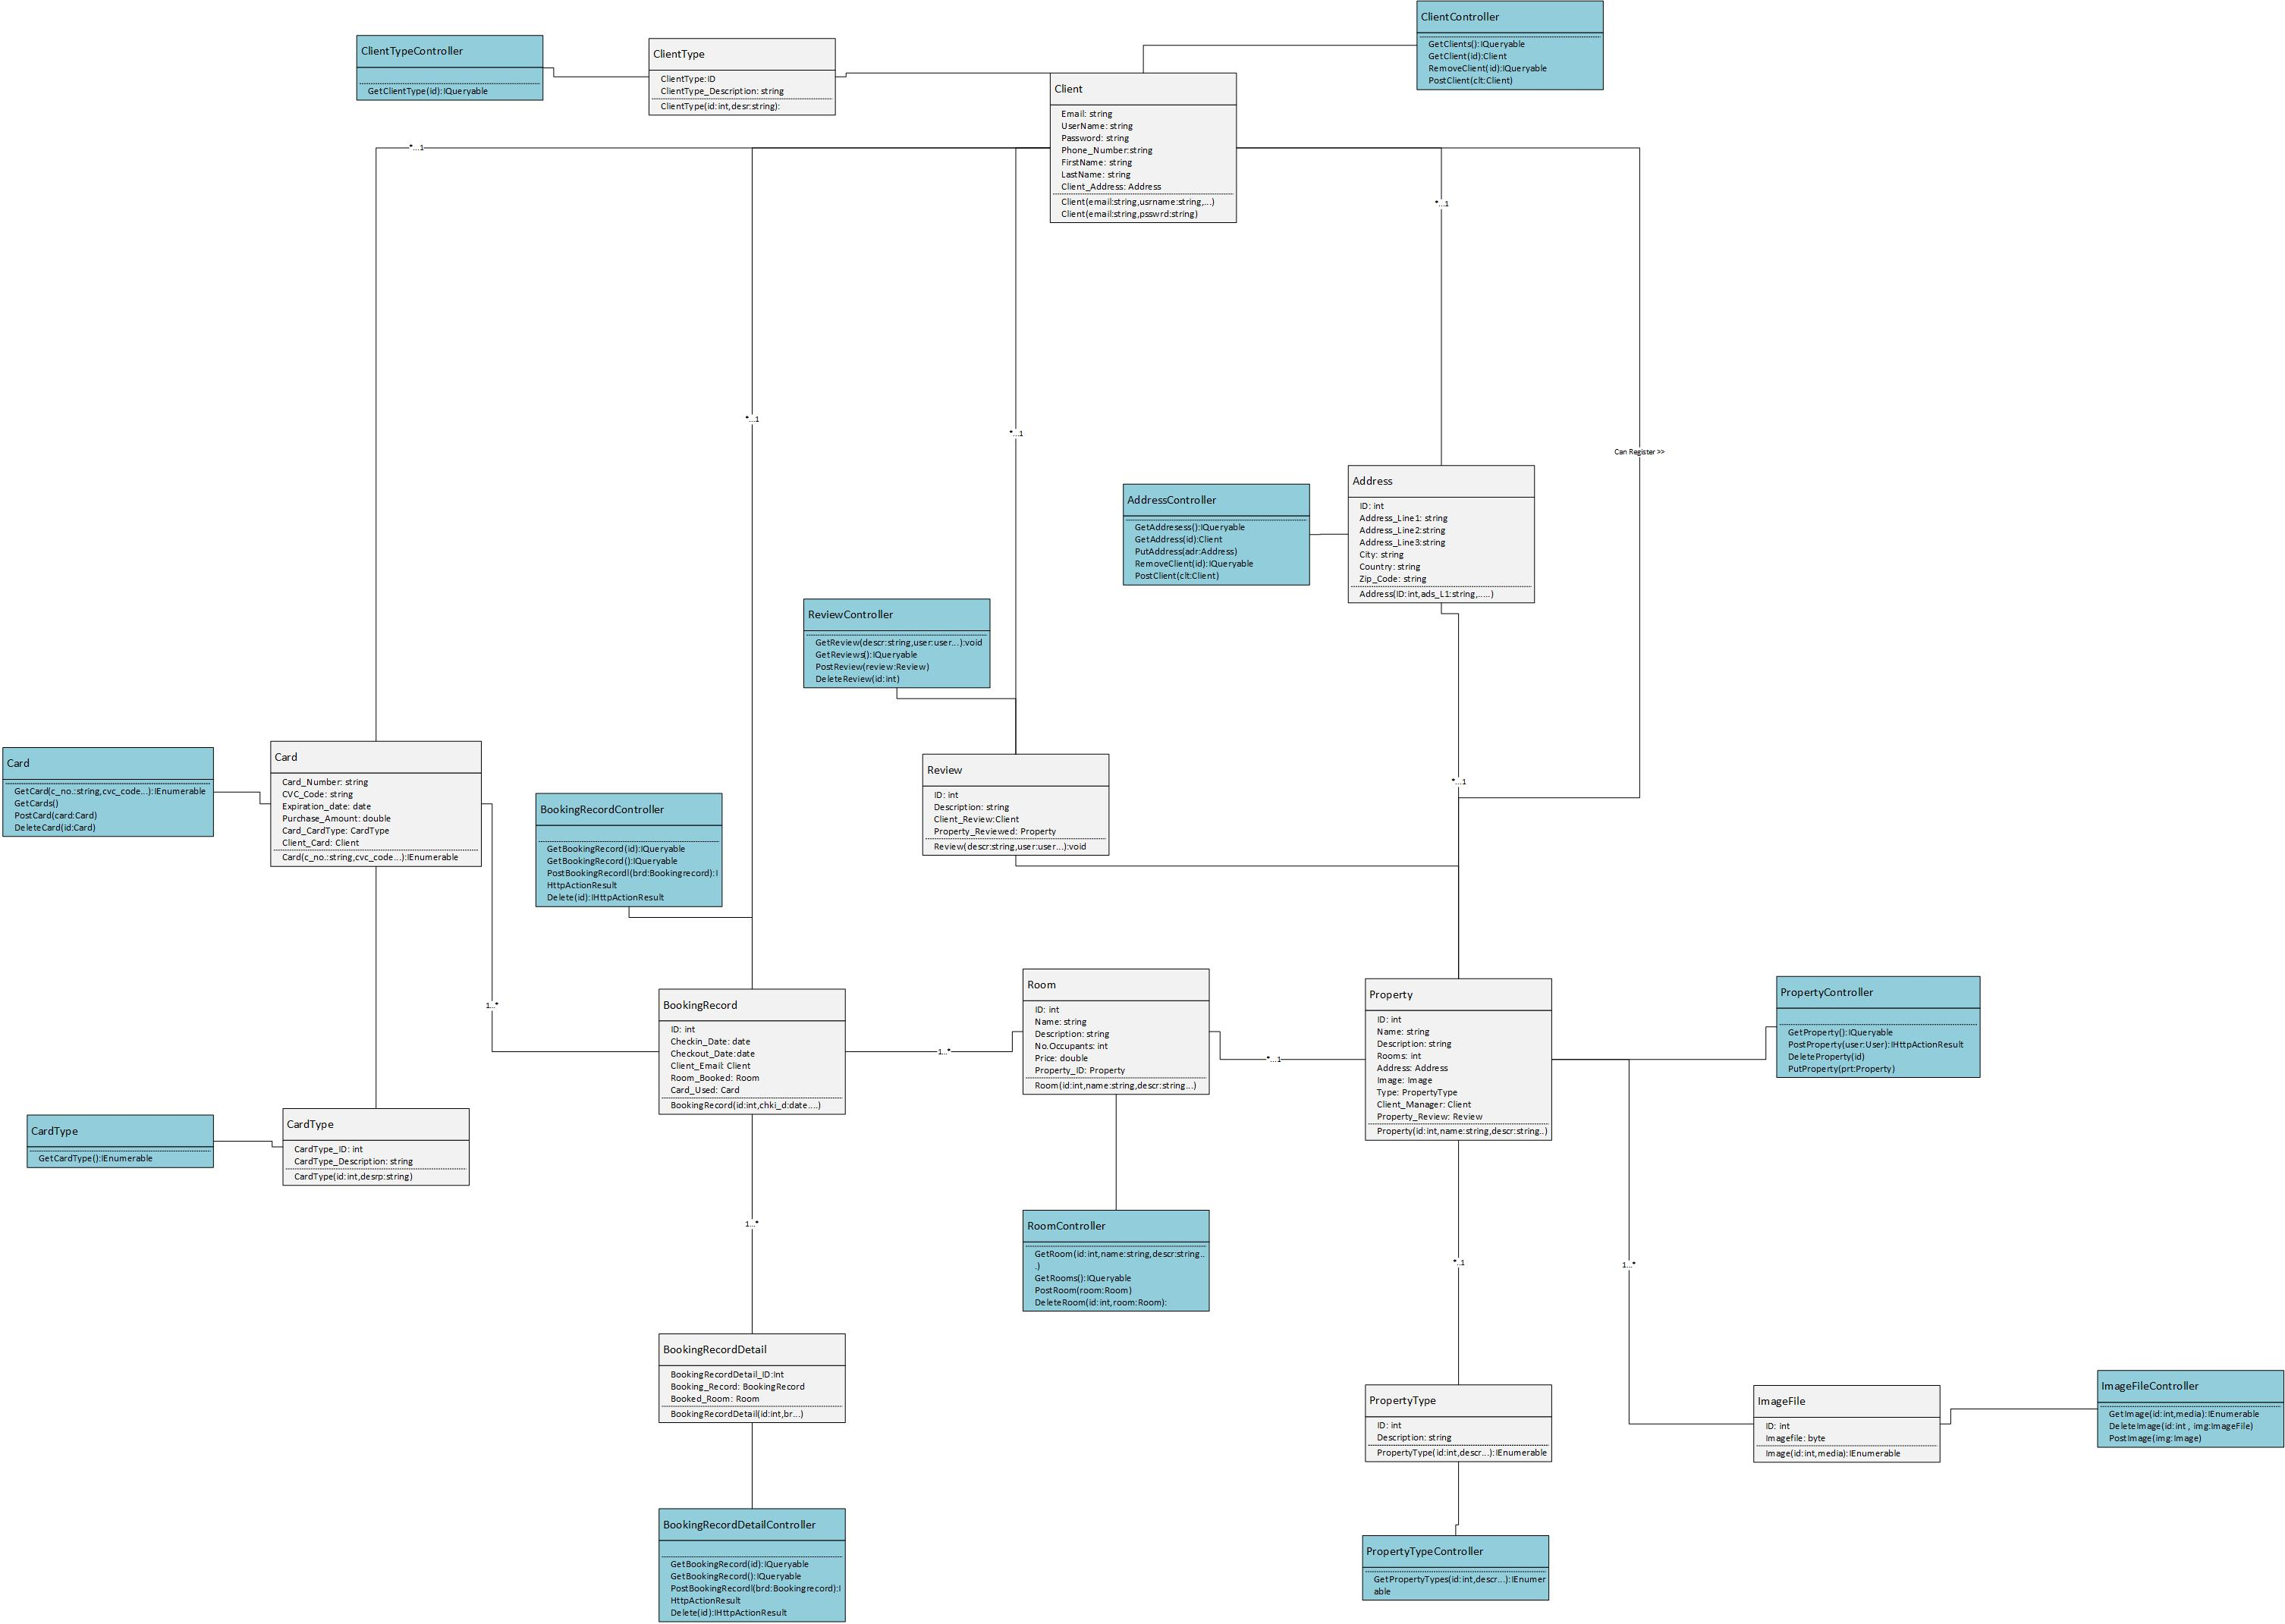 ClientController
GetClients():IQueryable
GetClient(id):Client
RemoveClient(id):IQueryable
PostClient(clt:Client)
ClientTypeController
GetClientType(id):IQueryable
ClientType
ClientType:ID
ClientType_Description: string
ClientType(id:int,desr:string):
Client
Email: string
UserName: string
Password: string
Phone_Number:string
FirstName: string
LastName: string
Client_Address: Address
Client(email:string,usrname:string,...)
Client(email:string,psswrd:string)
*...1
*...1
*...1
*...1
Can Register >>
Address
ID: int
Address_Line1: string
Address_Line2:string
Address_Line3:string
City: string
Country: string
Zip_Code: string
Address(ID:int,ads_L1:string,.....)
AddressController
GetAddresess():IQueryable
GetAddress(id):Client
PutAddress(adr:Address)
RemoveClient(id):IQueryable
PostClient(clt:Client)
ReviewController
GetReview(descr:string,user:user...):void
GetReviews():IQueryable
PostReview(review:Review)
DeleteReview(id:int)
Card
GetCard(c_no.:string,cvc_code...):IEnumerable
GetCards()
PostCard(card:Card)
DeleteCard(id:Card)
Card
Card_Number: string
CVC_Code: string
Expiration_date: date
Purchase_Amount: double
Card_CardType: CardType
Client_Card: Client
Card(c_no.:string,cvc_code...):IEnumerable
BookingRecordController
GetBookingRecord(id):IQueryable
GetBookingRecord():IQueryable
PostBookingRecordl(brd:Bookingrecord):I
HttpActionResult
Delete(id):IHttpActionResult
Review
ID: int
Description: string
Client_Review:Client
Property_Reviewed: Property
Review(descr:string,user:user...):void
*...1
1...*
BookingRecord
ID: int
Checkin_Date: date
Checkout_Date:date
Client_Email: Client
Room_Booked: Room
Card_Used: Card
BookingRecord(id:int,chki_d:date....)
1..*
Room
ID: int
Name: string
Description: string
No.Occupants: int
Price: double
Property_ID: Property
Room(id:int,name:string,descr:string...)
*...1
Property
ID: int
Name: string
Description: string
Rooms: int
Address: Address
Image: Image
Type: PropertyType
Client_Manager: Client
Property_Review: Review
Property(id:int,name:string,descr:string..)
PropertyController
GetProperty():IQueryable
PostProperty(user:User):IHttpActionResult
DeleteProperty(id)
PutProperty(prt:Property)
CardType
GetCardType():IEnumerable
CardType
CardType_ID: int
CardType_Description: string
CardType(id:int,desrp:string)
1...*
RoomController
GetRoom(id:int,name:string,descr:string..
.)
GetRooms():IQueryable
PostRoom(room:Room)
DeleteRoom(id:int,room:Room):
*..1
1...*
BookingRecordDetail
BookingRecordDetail_ID:Int
Booking_Record: BookingRecord
Booked_Room: Room
BookingRecordDetail(id:int,br...)
PropertyType
ID: int
Description: string
PropertyType(id:int,descr...):IEnumerable
ImageFile
ID: int
Imagefile: byte
Image(id:int,media):IEnumerable
ImageFileController
GetImage(id:int,media):IEnumerable
DeleteImage(id:int , img:ImageFile)
PostImage(img:Image)
BookingRecordDetailController
GetBookingRecord(id):IQueryable
GetBookingRecord():IQueryable
PostBookingRecordl(brd:Bookingrecord):I
HttpActionResult
Delete(id):IHttpActionResult
PropertyTypeController
GetPropertyTypes(id:int,descr...):IEnumer
able